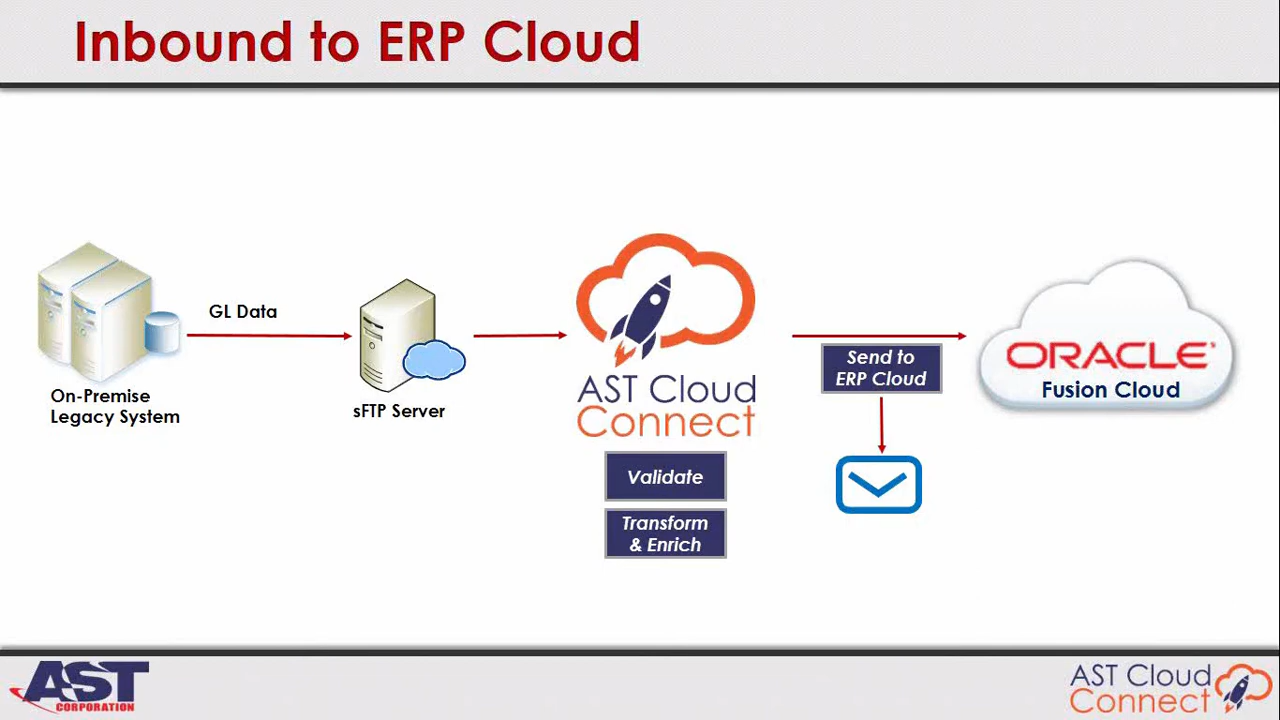 Inbound to ERP Cloud
GL Data
On-Premise
Legacy System
sFTP Server
AST Cloud
Connect
Validate
Transform
& Enrich
Send to
ERP Cloud
ORACLE
Fusion Cloud
AST
CORPORATION
AST Cloud
Connect